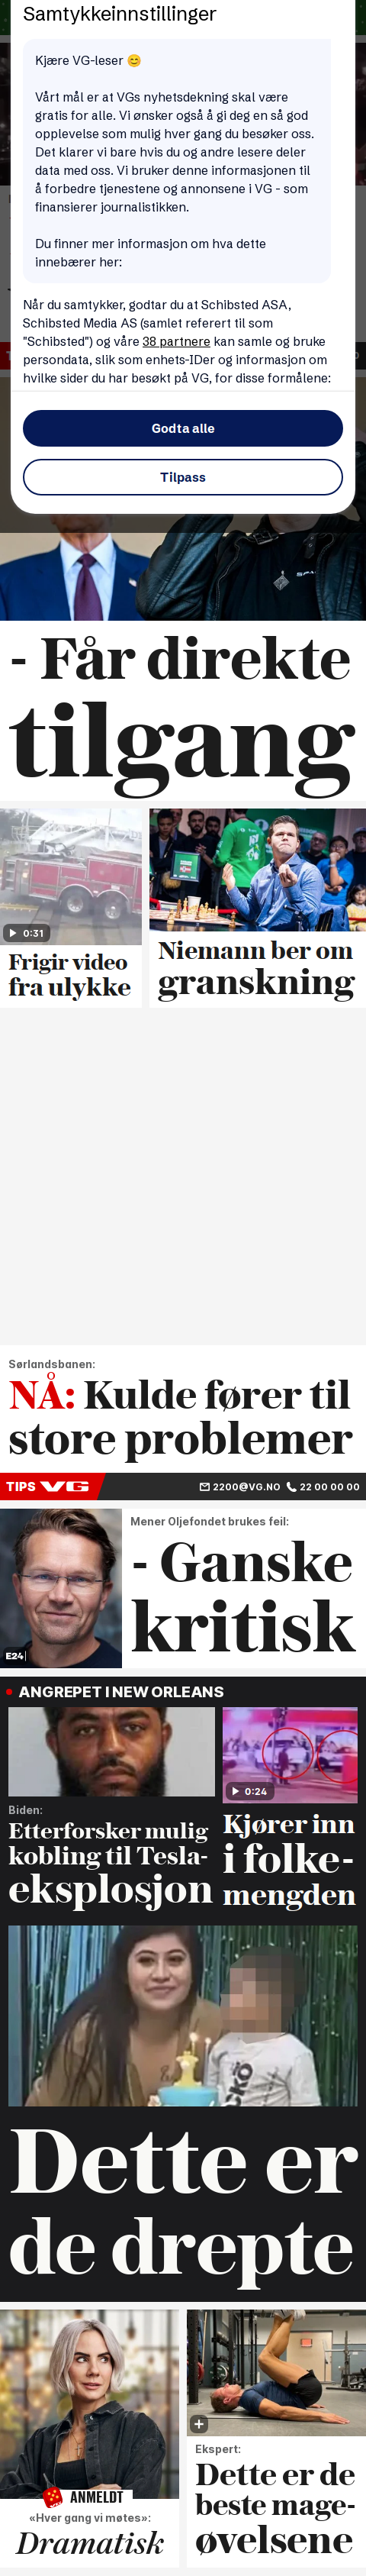 Samtykkeinnstillinger
Kjære VG-leser 😊
Vårt mål er at VGs nyhetsdekning skal være
gratis for alle. Vi ønsker også å gi deg en så god
opplevelse som mulig hver gang du besøker oss.
Det klarer vi bare hvis du og andre lesere deler
data med oss. Vi bruker denne informasjonen til
å forbedre tjenestene og annonsene i VG - som
finansierer journalistikken.
Du finner mer informasjon om hva dette
innebærer her:
Når du samtykker, godtar du at Schibsted ASA,
Schibsted Media AS (samlet referert til som
"Schibsted") og våre 38 partnere kan samle og bruke
persondata, slik som enhets-IDer og informasjon om
hvilke sider du har besøkt på VG, for disse formålene:
Godta alle
Tilpass
- Får direkte
tilgang
0:31
Frigir video
fra ulykke
Niemann ber om
granskning
Sørlandsbanen:
NÅ: Kulde fører til
store problemer
TIPS VG 2200@VG.NO 22 00 00 00
Mener Oljefondet brukes feil:
- Ganske
kritisk
E24
ANGREPET I NEW ORLEANS
Biden:
Etterforsker mulig
kobling til Tesla-
eksplosjon
0:24
Kjører inn
i folke-
mengden
Dette er
de drepte
ANMELDT
«Hver gang vi møtes»:
Dramatisk
Ekspert:
Dette er de
beste mage-
øvelsene